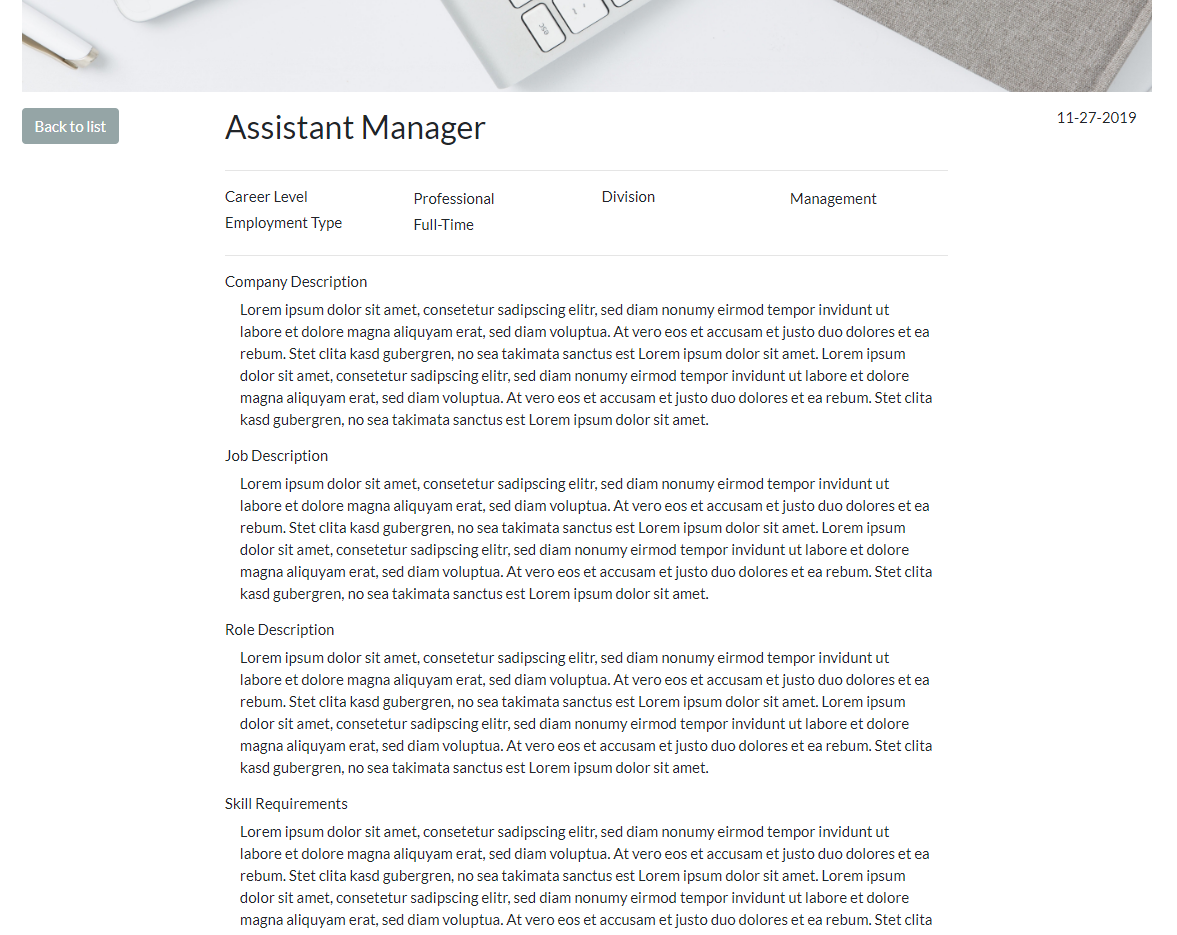 Back to list
Assistant Manager
11-27-2019
Career Level Professional Division Management
Employment Type Full-Time
Company Description
Lorem ipsum dolor sit amet, consetetur sadipscing elitr, sed diam nonumy eirmod tempor invidunt ut
labore et dolore magna aliquyam erat, sed diam voluptua. At vero eos et accusam et justo duo dolores et ea
rebum. Stet clita kasd gubergren, no sea takimata sanctus est Lorem ipsum dolor sit amet. Lorem ipsum
dolor sit amet, consetetur sadipscing elitr, sed diam nonumy eirmod tempor invidunt ut labore et dolore
magna aliquyam erat, sed diam voluptua. At vero eos et accusam et justo duo dolores et ea rebum. Stet clita
kasd gubergren, no sea takimata sanctus est Lorem ipsum dolor sit amet.
Job Description
Lorem ipsum dolor sit amet, consetetur sadipscing elitr, sed diam nonumy eirmod tempor invidunt ut
labore et dolore magna aliquyam erat, sed diam voluptua. At vero eos et accusam et justo duo dolores et ea
rebum. Stet clita kasd gubergren, no sea takimata sanctus est Lorem ipsum dolor sit amet. Lorem ipsum
dolor sit amet, consetetur sadipscing elitr, sed diam nonumy eirmod tempor invidunt ut labore et dolore
magna aliquyam erat, sed diam voluptua. At vero eos et accusam et justo duo dolores et ea rebum. Stet clita
kasd gubergren, no sea takimata sanctus est Lorem ipsum dolor sit amet.
Role Description
Lorem ipsum dolor sit amet, consetetur sadipscing elitr, sed diam nonumy eirmod tempor invidunt ut
labore et dolore magna aliquyam erat, sed diam voluptua. At vero eos et accusam et justo duo dolores et ea
rebum. Stet clita kasd gubergren, no sea takimata sanctus est Lorem ipsum dolor sit amet. Lorem ipsum
dolor sit amet, consetetur sadipscing elitr, sed diam nonumy eirmod tempor invidunt ut labore et dolore
magna aliquyam erat, sed diam voluptua. At vero eos et accusam et justo duo dolores et ea rebum. Stet clita
kasd gubergren, no sea takimata sanctus est Lorem ipsum dolor sit amet.
Skill Requirements
Lorem ipsum dolor sit amet, consetetur sadipscing elitr, sed diam nonumy eirmod tempor invidunt ut
labore et dolore magna aliquyam erat, sed diam voluptua. At vero eos et accusam et justo duo dolores et ea
rebum. Stet clita kasd gubergren, no sea takimata sanctus est Lorem ipsum dolor sit amet. Lorem ipsum
dolor sit amet, consetetur sadipscing elitr, sed diam nonumy eirmod tempor invidunt ut labore et dolore
magna aliquyam erat, sed diam voluptua. At vero eos et accusam et justo duo dolores et ea rebum. Stet clita